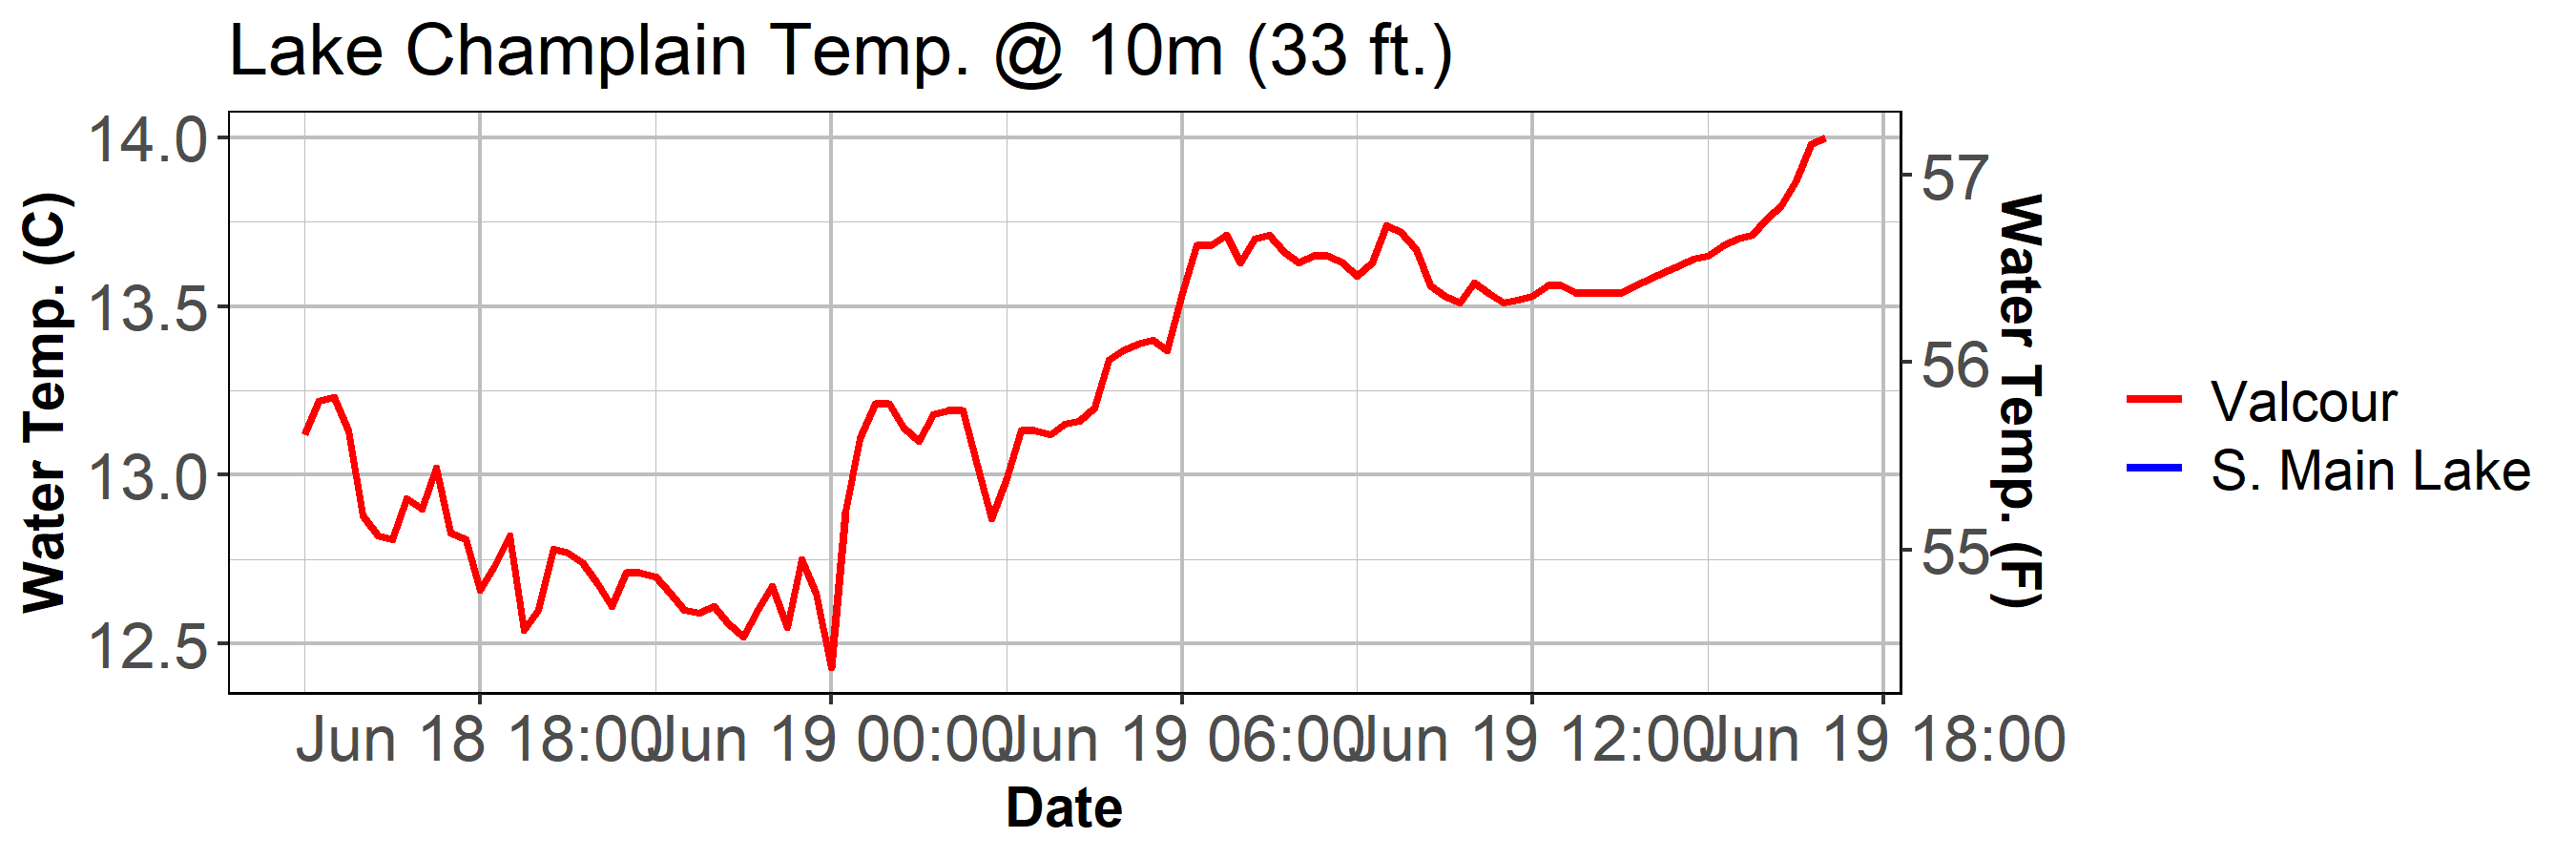 Lake Champlain Temp. @ 10m (33 ft.)
Water Temp. (C)
14.0
13.5
13.0
12.5
57
56
55
Water Temp. (F)
Jun 18 18:00 Jun 19 00:00 Jun 19 06:00 Jun 19 12:00 Jun 19 18:00
Date
Valcour
S. Main Lake